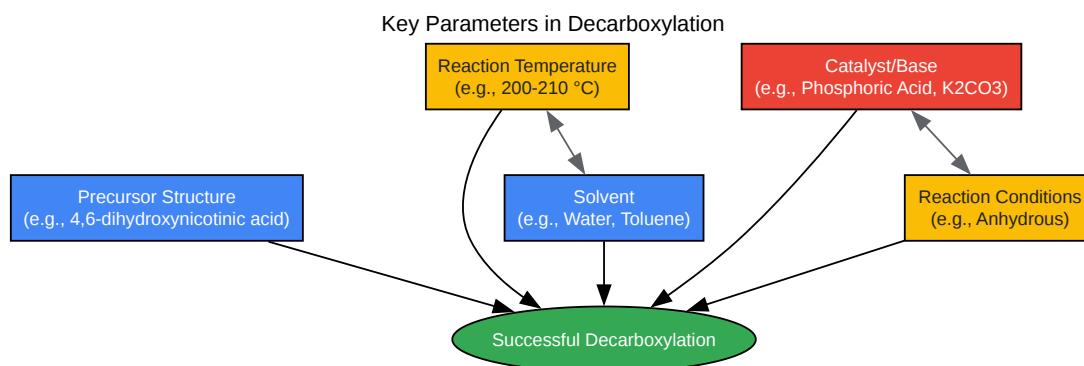 Key Parameters in Decarboxylation
Reaction Temperature
(e.g., 200-210 °C)
Catalyst/Base
(e.g., Phosphoric Acid, K2CO3)
Precursor Structure
(e.g., 4,6-dihydroxynicotinic acid)
Solvent
(e.g., Water, Toluene)
Reaction Conditions
(e.g., Anhydrous)
Successful Decarboxylation